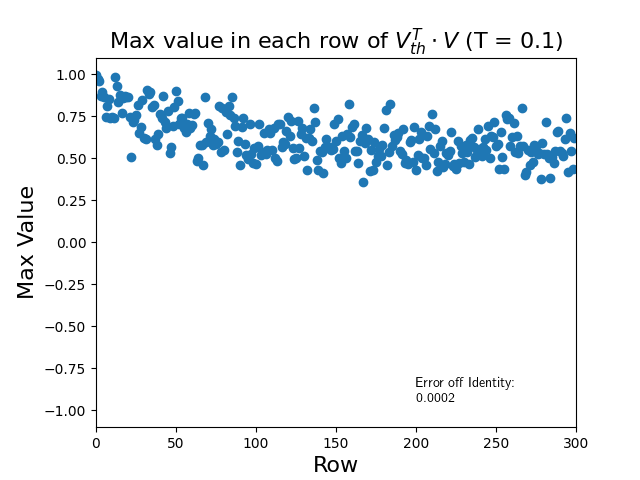 Max value in each row of $V_{th}^T \cdot V$ (T = 0.1)
Max Value
1.00
0.75
0.50
0.25
0.00
−0.25
−0.50
−0.75
−1.00
Error off Identity:
0.0002
0 50 100 150 200 250 300
Row